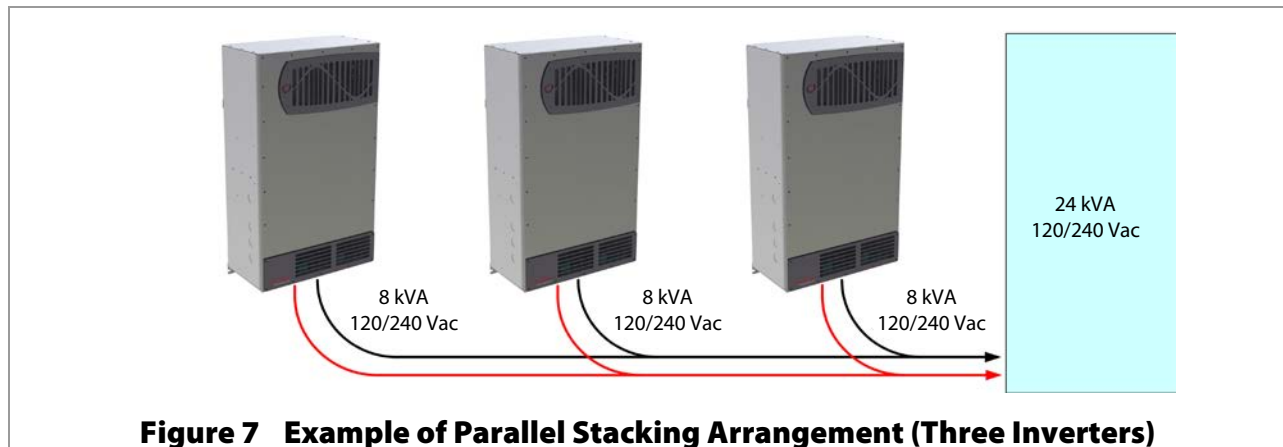 8 kVA
120/240 Vac
8 kVA
120/240 Vac
8 kVA
120/240 Vac
24 kVA
120/240 Vac
Figure 7 Example of Parallel Stacking Arrangement (Three Inverters)